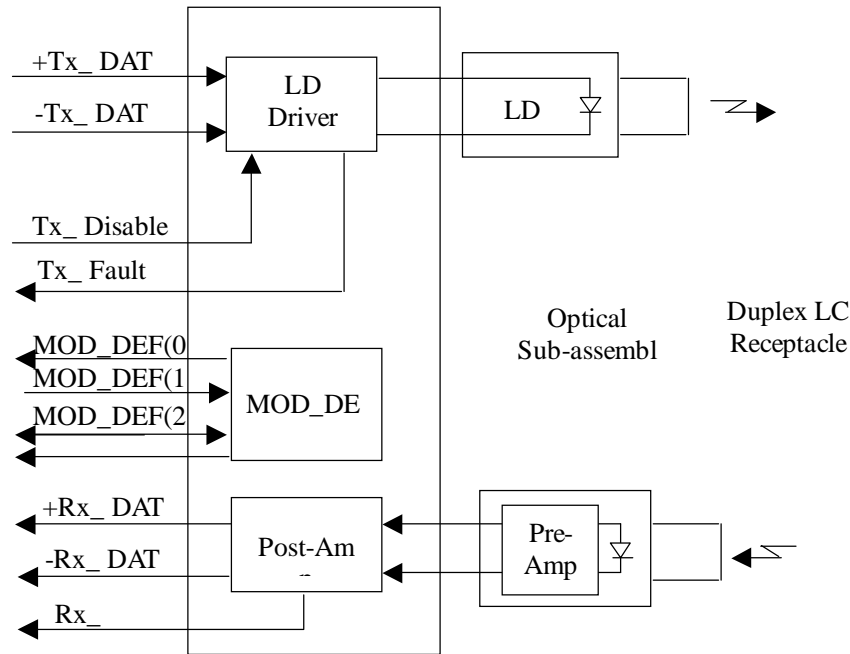 +Tx_ DAT
-Tx_ DAT
LD
Driver
LD
Tx_ Disable
Tx_ Fault
Optical
Sub-assembl
Duplex LC
Receptacle
MOD_DEF(0
MOD_DEF(1
MOD_DEF(2
MOD_DE
+Rx_ DAT
-Rx_ DAT
Rx_
Post-Am
Pre-
Amp